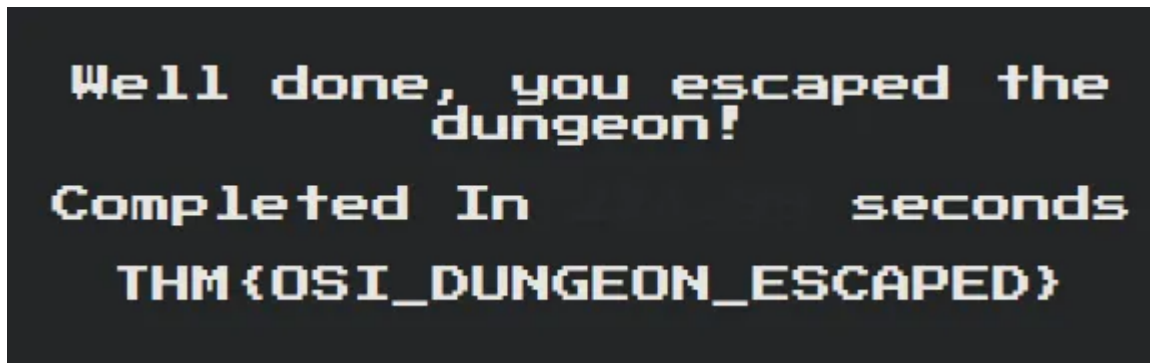 Well done, you escaped the
dungeon!
Completed In seconds
THM{OSI_DUNGEON_ESCAPED}